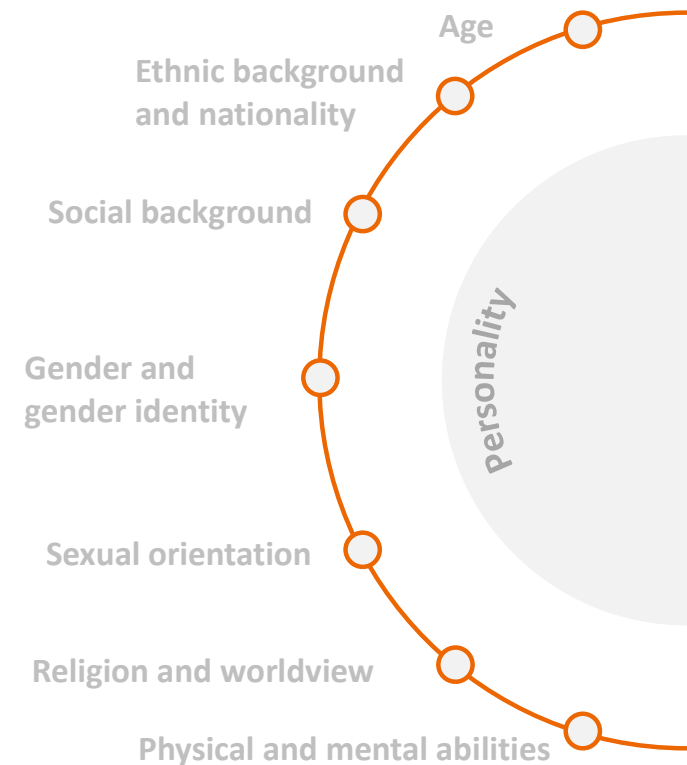 Age
Ethnic background
and nationality
Social background
Personality
Gender and
gender identity
Sexual orientation
Religion and worldview
Physical and mental abilities